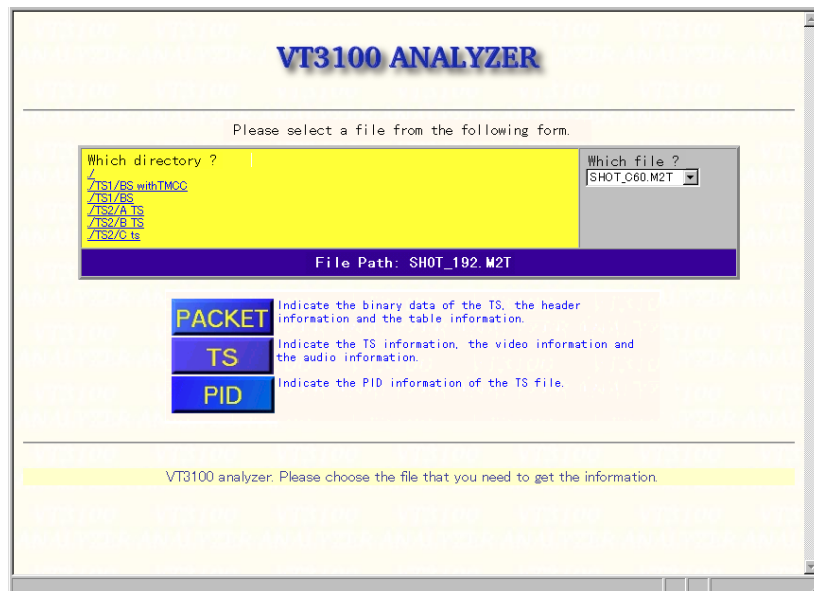 VT3100 ANALYZER
Please select a file from the following form.
Which directory ?
/
/TS1/BS withTMCC
/TS1/BS
/TS2/A TS
/TS2/B TS
/TS2/C ts
Which file ?
SHOT_C60.M2T
File Path: SHOT_192.M2T
PACKET
Indicate the binary data of the TS, the header
information and the table information.
TS
Indicate the TS information, the video information and
the audio information.
PID
Indicate the PID information of the TS file.
VT3100 analyzer. Please choose the file that you need to get the information.